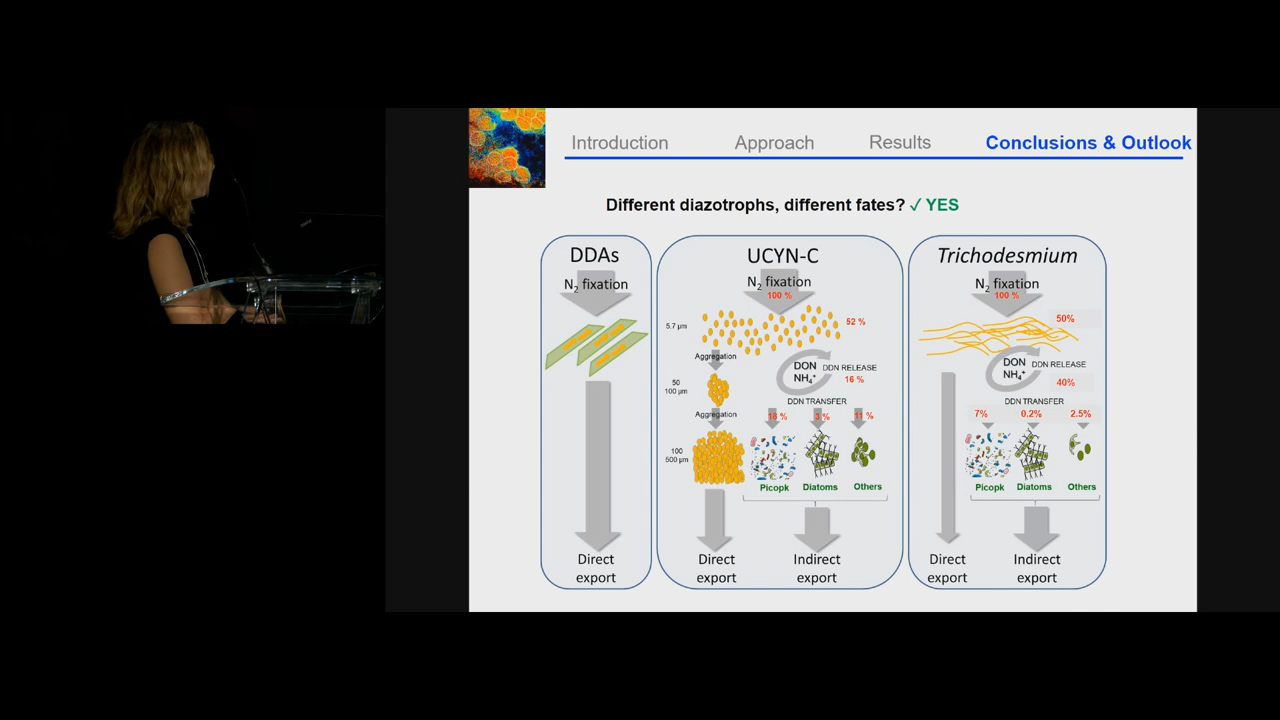 Introduction Approach Results Conclusions & Outlook
Different diazotrophs, different fates? ✓ YES
DDAs
N₂ fixation
Direct
export
UCYN-C
N₂ fixation
100 %
5.7 µm
52 %
Aggregation
DON
NH₄⁺
DDN RELEASE
16 %
50
100 µm
DDN TRANSFER
Aggregation
18 %
3 %
11 %
100
500 µm
Picopk Diatoms Others
Direct
export
Indirect
export
Trichodesmium
N₂ fixation
100 %
50%
DON
NH₄⁺
DDN RELEASE
40%
DDN TRANSFER
7% 0.2% 2.5%
Picopk Diatoms Others
Direct
export
Indirect
export